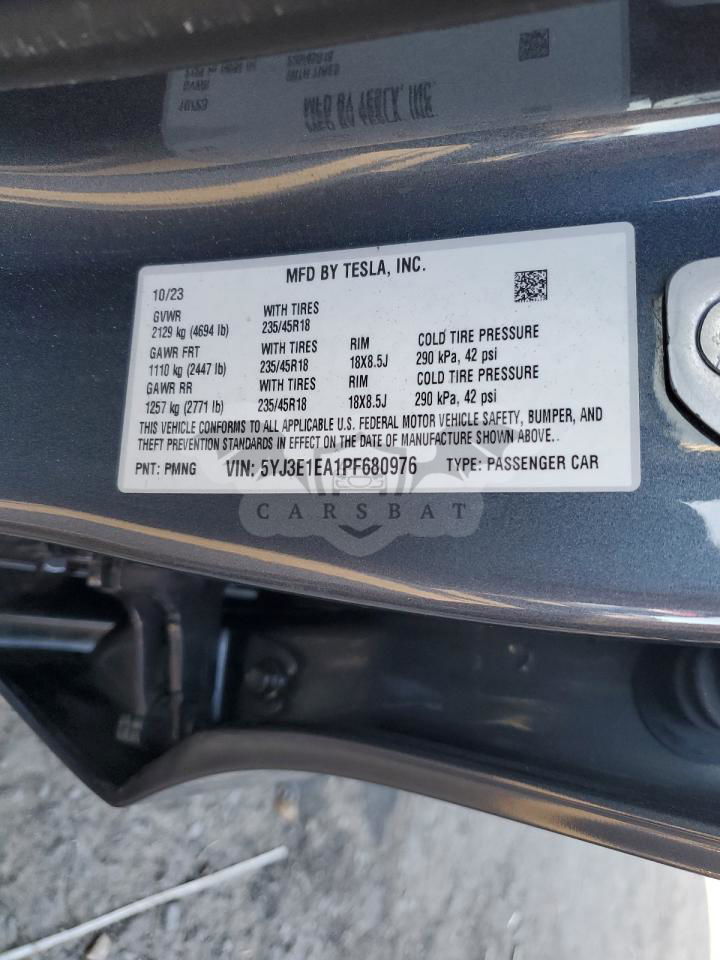 MFD BY TESLA, INC.
10/23
GVWR WITH TIRES
2129 kg (4694 lb) 235/45R18
GAWR FRT WITH TIRES RIM COLD TIRE PRESSURE
1110 kg (2447 lb) 235/45R18 18X8.5J 290 kPa, 42 psi
GAWR RR WITH TIRES RIM COLD TIRE PRESSURE
1257 kg (2771 lb) 235/45R18 18X8.5J 290 kPa, 42 psi
THIS VEHICLE CONFORMS TO ALL APPLICABLE U.S. FEDERAL MOTOR VEHICLE SAFETY, BUMPER, AND
THEFT PREVENTION STANDARDS IN EFFECT ON THE DATE OF MANUFACTURE SHOWN ABOVE..
PNT: PMNG VIN: 5YJ3E1EA1PF680976 TYPE: PASSENGER CAR
CARSBAT